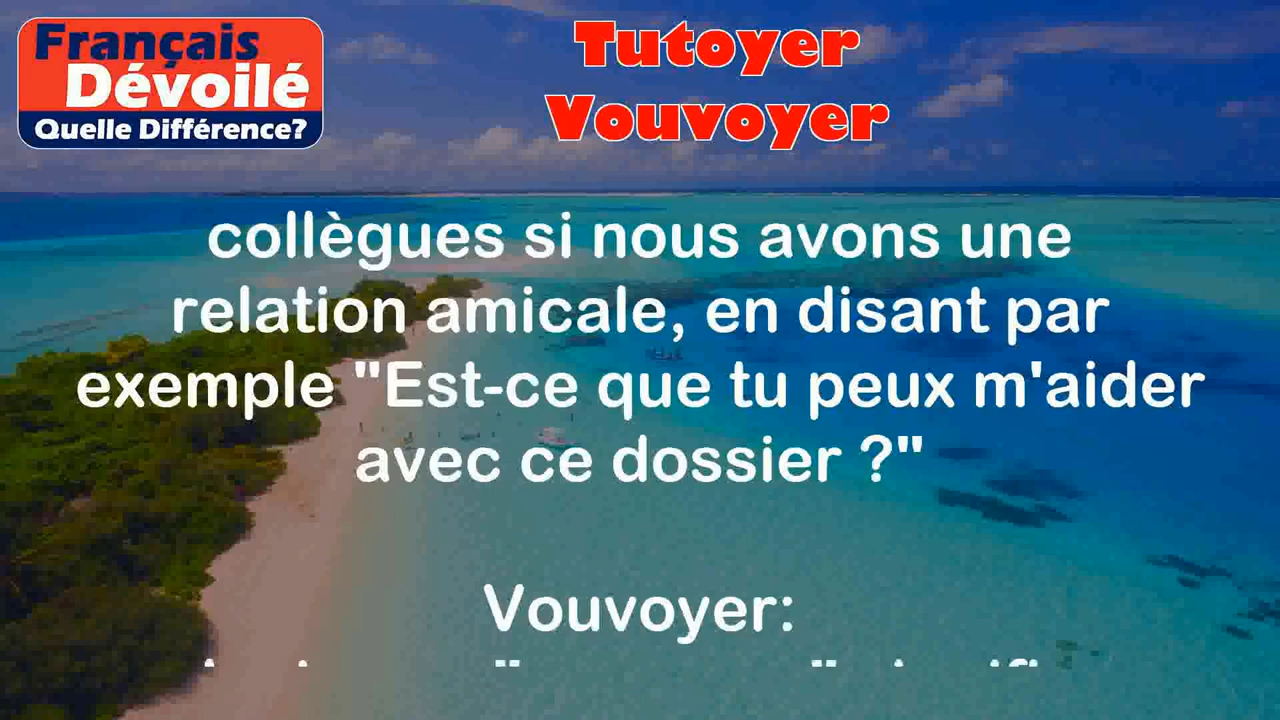 Français
Dévoilé
Quelle Différence?
Tutoyer
Vouvoyer
collègues si nous avons une
relation amicale, en disant par
exemple "Est-ce que tu peux m'aider
avec ce dossier ?"
Vouvoyer: